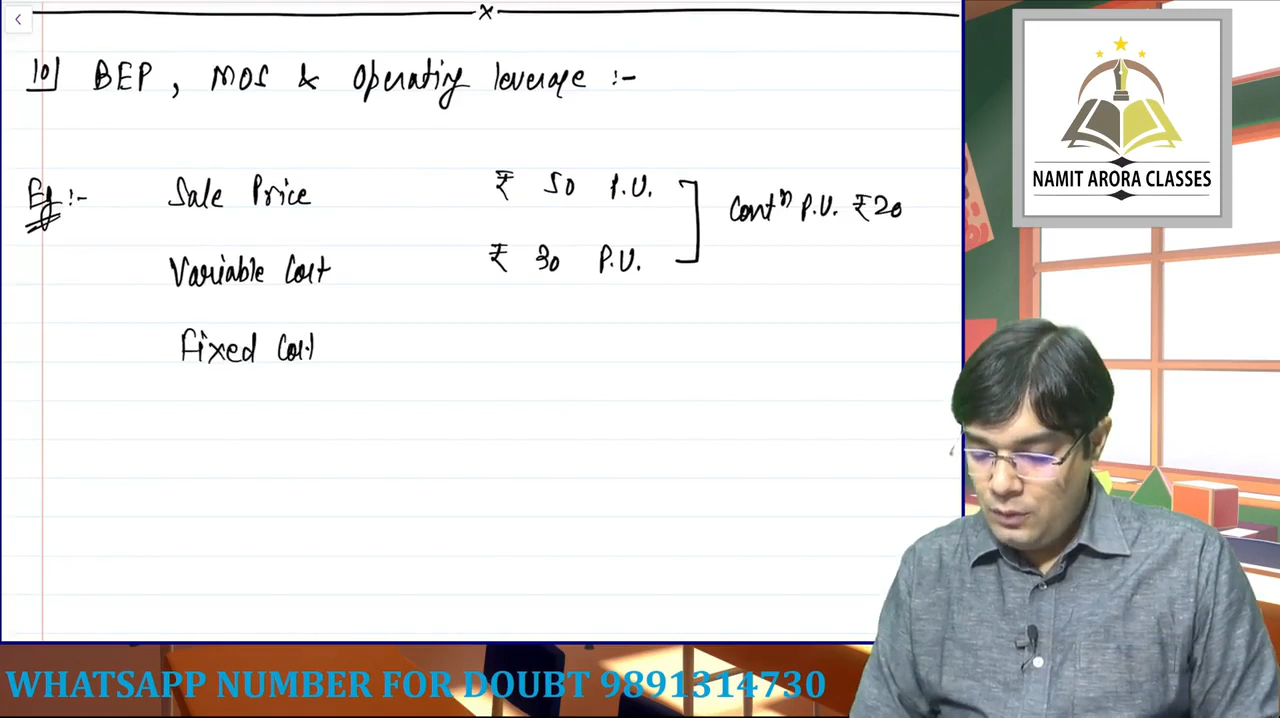 x
10] BEP, MOS & Operating leverage :-
Eg :- Sale Price ₹ 50 P.U.
Cont^n P.U. ₹20
Variable Cost ₹ 30 P.U.
Fixed Cost
NAMIT ARORA CLASSES
WHATSAPP NUMBER FOR DOUBT 9891314730